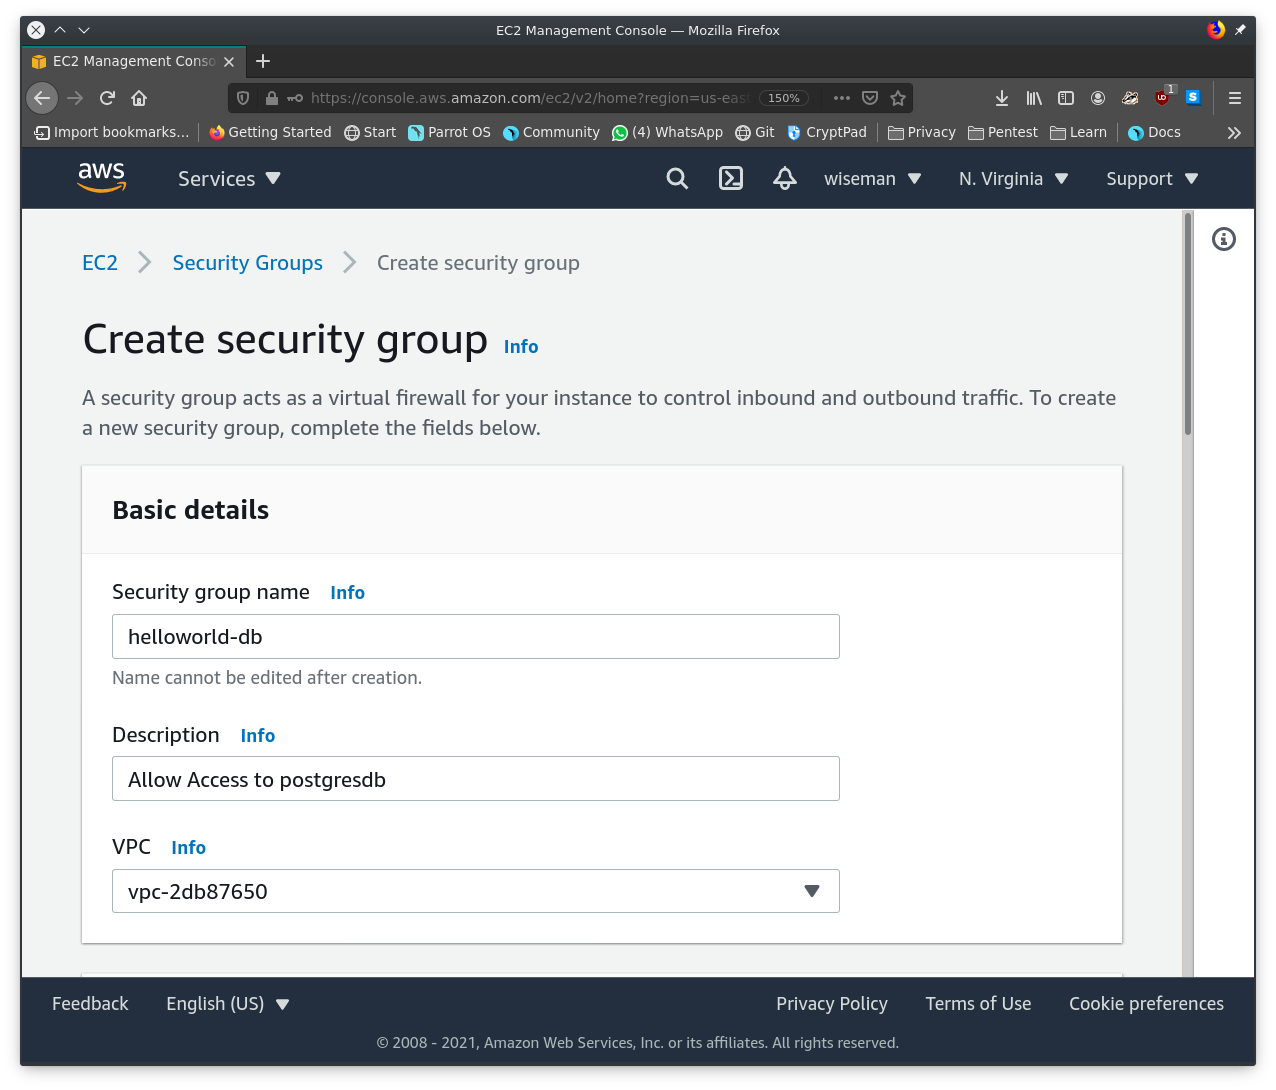 EC2 Management Console — Mozilla Firefox
EC2 Management Conso
https://console.aws.amazon.com/ec2/v2/home?region=us-eas 150%
1
Import bookmarks... Getting Started Start Parrot OS Community (4) WhatsApp Git CryptPad Privacy Pentest Learn Docs
aws Services wiseman N. Virginia Support
EC2 Security Groups Create security group
Create security group Info
A security group acts as a virtual firewall for your instance to control inbound and outbound traffic. To create
a new security group, complete the fields below.
Basic details
Security group name Info
helloworld-db
Name cannot be edited after creation.
Description Info
Allow Access to postgresdb
VPC Info
vpc-2db87650
Feedback English (US) Privacy Policy Terms of Use Cookie preferences
© 2008 - 2021, Amazon Web Services, Inc. or its affiliates. All rights reserved.